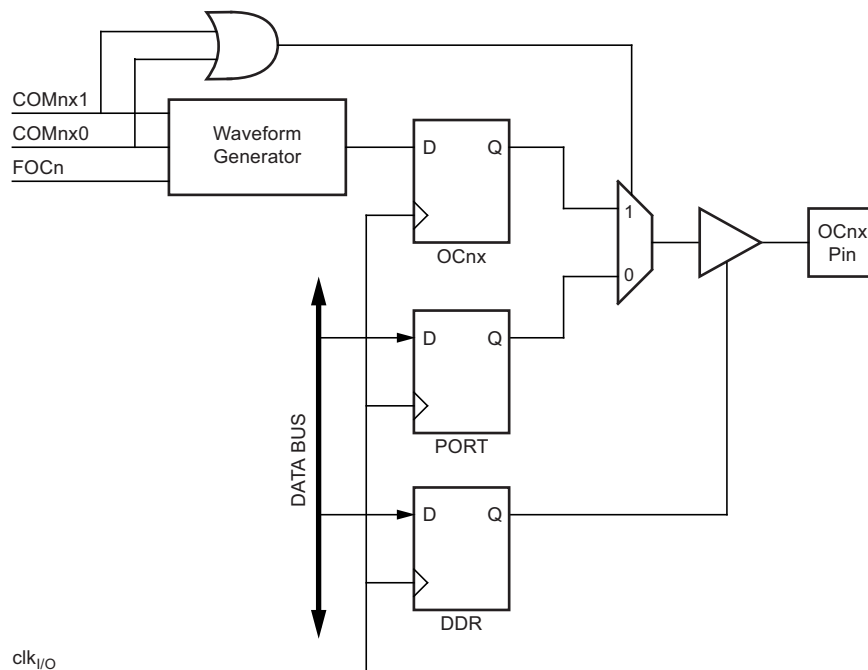 COMnx1
COMnx0
FOCn
Waveform
Generator
D
Q
OCnx
1
0
OCnx
Pin
D
Q
PORT
DATA BUS
D
Q
DDR
clkI/O